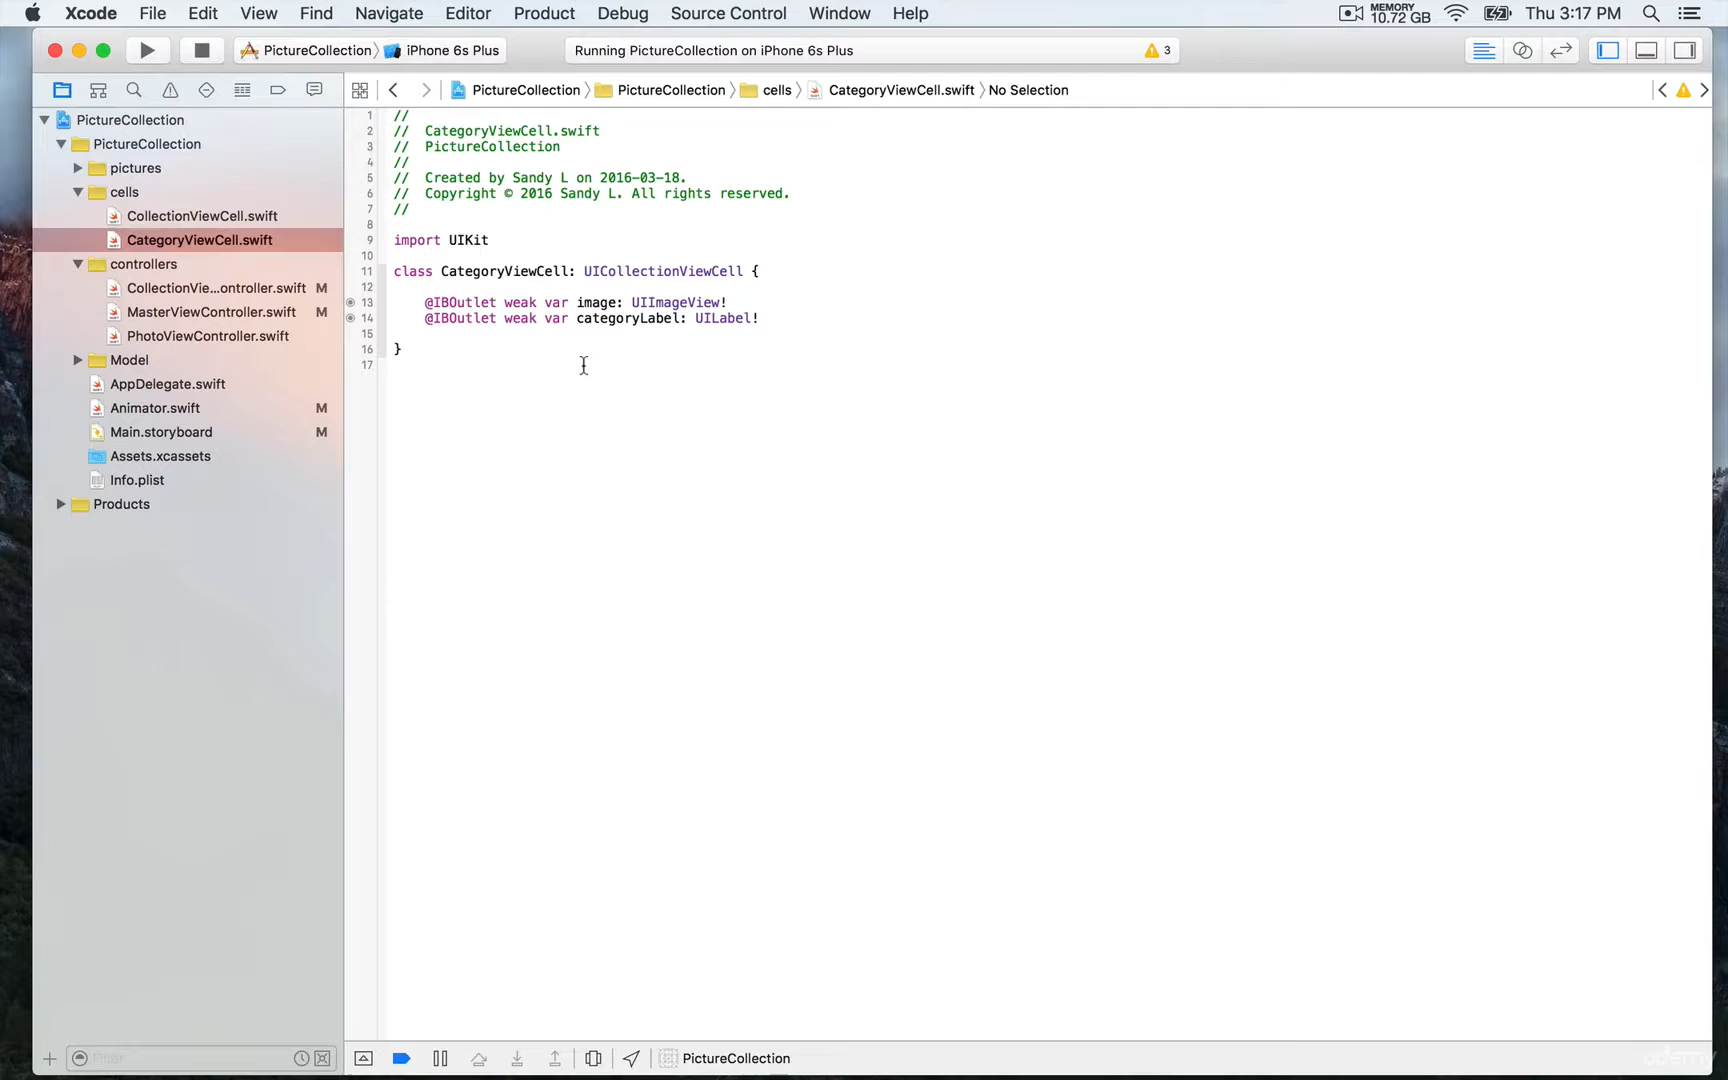 Xcode File Edit View Find Navigate Editor Product Debug Source Control Window Help MEMORY 10.72 GB Thu 3:17 PM
PictureCollection iPhone 6s Plus Running PictureCollection on iPhone 6s Plus 3
PictureCollection PictureCollection cells CategoryViewCell.swift No Selection
PictureCollection
PictureCollection
pictures
cells
CollectionViewCell.swift
CategoryViewCell.swift
controllers
CollectionVie...ontroller.swift M
MasterViewController.swift M
PhotoViewController.swift
Model
AppDelegate.swift
Animator.swift M
Main.storyboard M
Assets.xcassets
Info.plist
Products
Filter
1 //
2 // CategoryViewCell.swift
3 // PictureCollection
4 //
5 // Created by Sandy L on 2016-03-18.
6 // Copyright © 2016 Sandy L. All rights reserved.
7 //
8
9 import UIKit
10
11 class CategoryViewCell: UICollectionViewCell {
12
13 @IBOutlet weak var image: UIImageView!
14 @IBOutlet weak var categoryLabel: UILabel!
15
16 }
17
PictureCollection
udemy